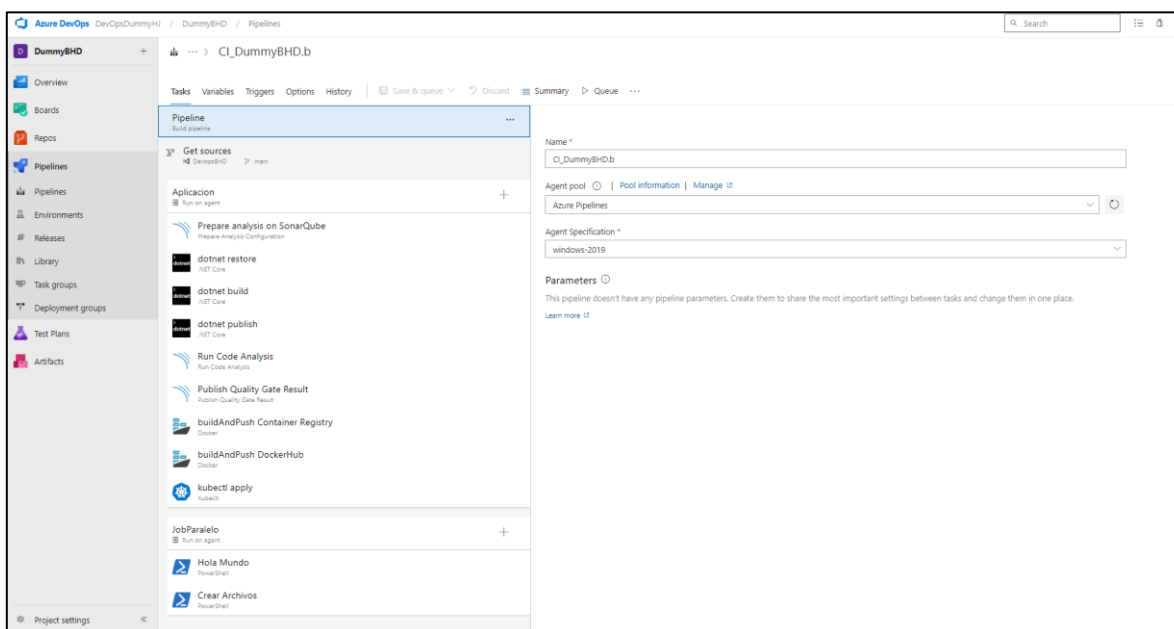 Azure DevOps DevOpsDummyHJ / DummyBHD / Pipelines
Search
D DummyBHD +
CI_DummyBHD.b
Overview
Boards
Repos
Pipelines
Pipelines
Environments
Releases
Library
Task groups
Deployment groups
Test Plans
Artifacts
Project settings
Tasks Variables Triggers Options History Save & queue Discard Summary Queue ...
Pipeline ...
Build pipeline
Get sources
DevopsBHD main
Aplicacion
Run on agent
Prepare analysis on SonarQube
Prepare Analysis Configuration
dotnet restore
.NET Core
dotnet build
.NET Core
dotnet publish
.NET Core
Run Code Analysis
Run Code Analysis
Publish Quality Gate Result
Publish Quality Gate Result
buildAndPush Container Registry
Docker
buildAndPush DockerHub
Docker
kubectl apply
Kubectl
JobParalelo
Run on agent
Hola Mundo
PowerShell
Crear Archivos
PowerShell
Name *
CI_DummyBHD.b
Agent pool | Pool information | Manage
Azure Pipelines
Agent Specification *
windows-2019
Parameters
This pipeline doesn't have any pipeline parameters. Create them to share the most important settings between tasks and change them in one place.
Learn more